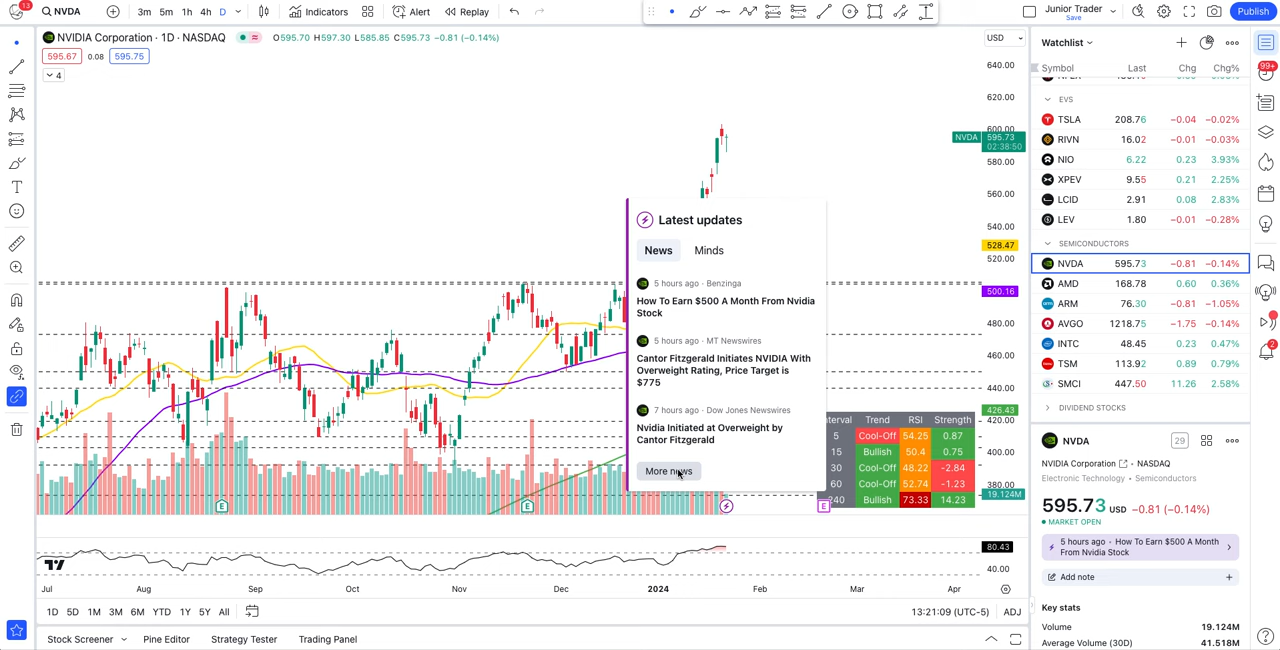 13
NVDA
3m 5m 1h 4h D
Indicators
Alert
Replay
Junior Trader
Save
Publish
NVIDIA Corporation · 1D · NASDAQ
O595.70 H597.30 L585.85 C595.73 −0.81 (−0.14%)
595.67 0.08 595.75
4
USD
640.00
620.00
600.00
NVDA 595.73
02:38:50
580.00
560.00
540.00
528.47
520.00
500.16
480.00
460.00
440.00
426.43
420.00
400.00
380.00
19.124M
80.43
40.00
Latest updates
News Minds
5 hours ago · Benzinga
How To Earn $500 A Month From Nvidia
Stock
5 hours ago · MT Newswires
Cantor Fitzgerald Initiates NVIDIA With
Overweight Rating, Price Target is
$775
7 hours ago · Dow Jones Newswires
Nvidia Initiated at Overweight by
Cantor Fitzgerald
More news
Trend RSI Strength
5 Cool-Off 54.25 0.87
15 Bullish 50.4 0.75
30 Cool-Off 48.22 −2.84
60 Cool-Off 52.74 −1.23
240 Bullish 73.33 14.23
E E E
Jul Aug Sep Oct Nov Dec 2024 Feb Mar Apr
1D 5D 1M 3M 6M YTD 1Y 5Y All
13:21:09 (UTC-5) ADJ
Stock Screener Pine Editor Strategy Tester Trading Panel
Watchlist
Symbol Last Chg Chg%
EVS
TSLA 208.76 −0.04 −0.02%
RIVN 16.02 −0.01 −0.03%
NIO 6.22 0.23 3.93%
XPEV 9.55 0.21 2.25%
LCID 2.91 0.08 2.83%
LEV 1.80 −0.01 −0.28%
SEMICONDUCTORS
NVDA 595.73 −0.81 −0.14%
AMD 168.78 0.60 0.36%
ARM 76.30 −0.81 −1.05%
AVGO 1218.75 −1.75 −0.14%
INTC 48.45 0.23 0.47%
TSM 113.92 0.89 0.79%
SMCI 447.50 11.26 2.58%
DIVIDEND STOCKS
NVDA
29
NVIDIA Corporation · NASDAQ
Electronic Technology · Semiconductors
595.73 USD −0.81 (−0.14%)
MARKET OPEN
5 hours ago · How To Earn $500 A Month
From Nvidia Stock
Add note
Key stats
Volume 19.124M
Average Volume (30D) 41.518M
99+
2